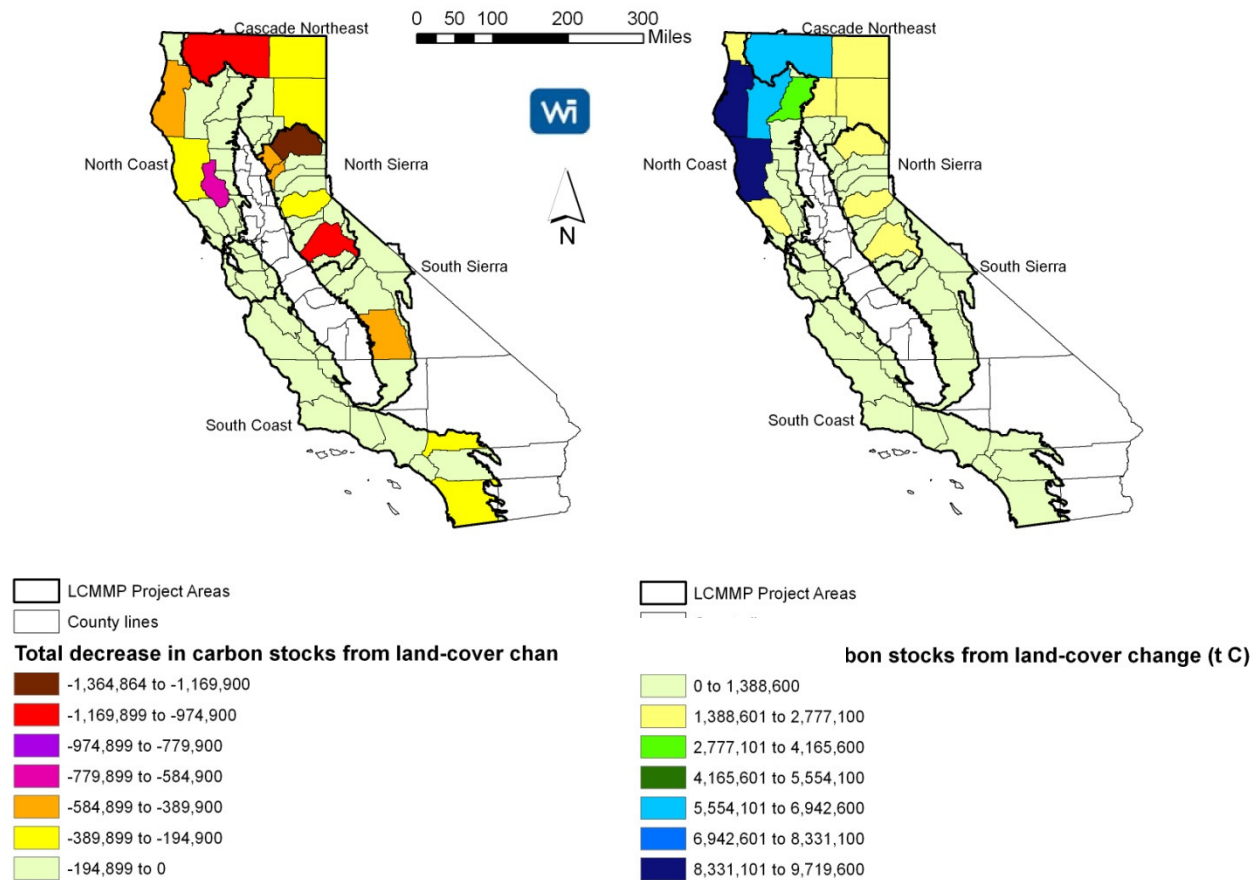 0 50 100 200 300
Miles
Cascade Northeast
North Coast
North Sierra
South Sierra
South Coast
Wi
N
Cascade Northeast
North Coast
North Sierra
South Sierra
South Coast
LCMMP Project Areas
County lines
Total decrease in carbon stocks from land-cover chan
-1,364,864 to -1,169,900
-1,169,899 to -974,900
-974,899 to -779,900
-779,899 to -584,900
-584,899 to -389,900
-389,899 to -194,900
-194,899 to 0
LCMMP Project Areas
bon stocks from land-cover change (t C)
0 to 1,388,600
1,388,601 to 2,777,100
2,777,101 to 4,165,600
4,165,601 to 5,554,100
5,554,101 to 6,942,600
6,942,601 to 8,331,100
8,331,101 to 9,719,600